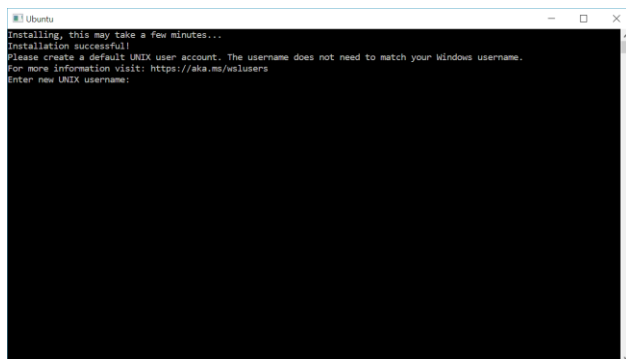 Ubuntu
Installing, this may take a few minutes...
Installation successful!
Please create a default UNIX user account. The username does not need to match your Windows username.
For more information visit: https://aka.ms/wslusers
Enter new UNIX username: